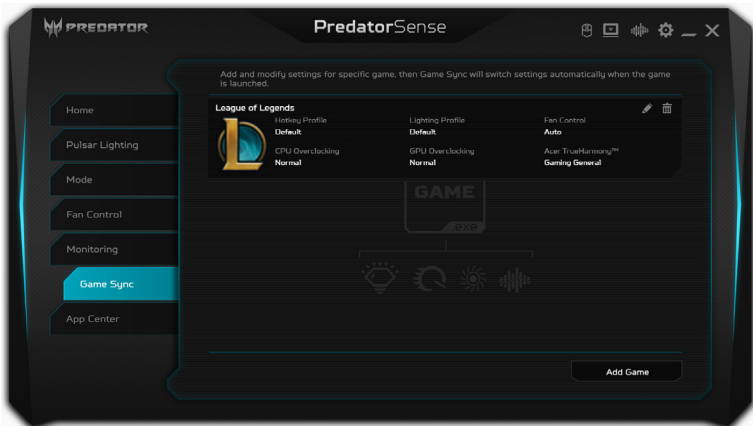 PREDATOR
PredatorSense
Home
Pulsar Lighting
Mode
Fan Control
Monitoring
Game Sync
App Center
Add and modify settings for specific game, then Game Sync will switch settings automatically when the game
is launched.
League of Legends
Hotkey Profile
Default
Lighting Profile
Default
Fan Control
Auto
CPU Overclocking
Normal
GPU Overclocking
Normal
Acer TrueHarmony™
Gaming General
GAME
.exe
Add Game